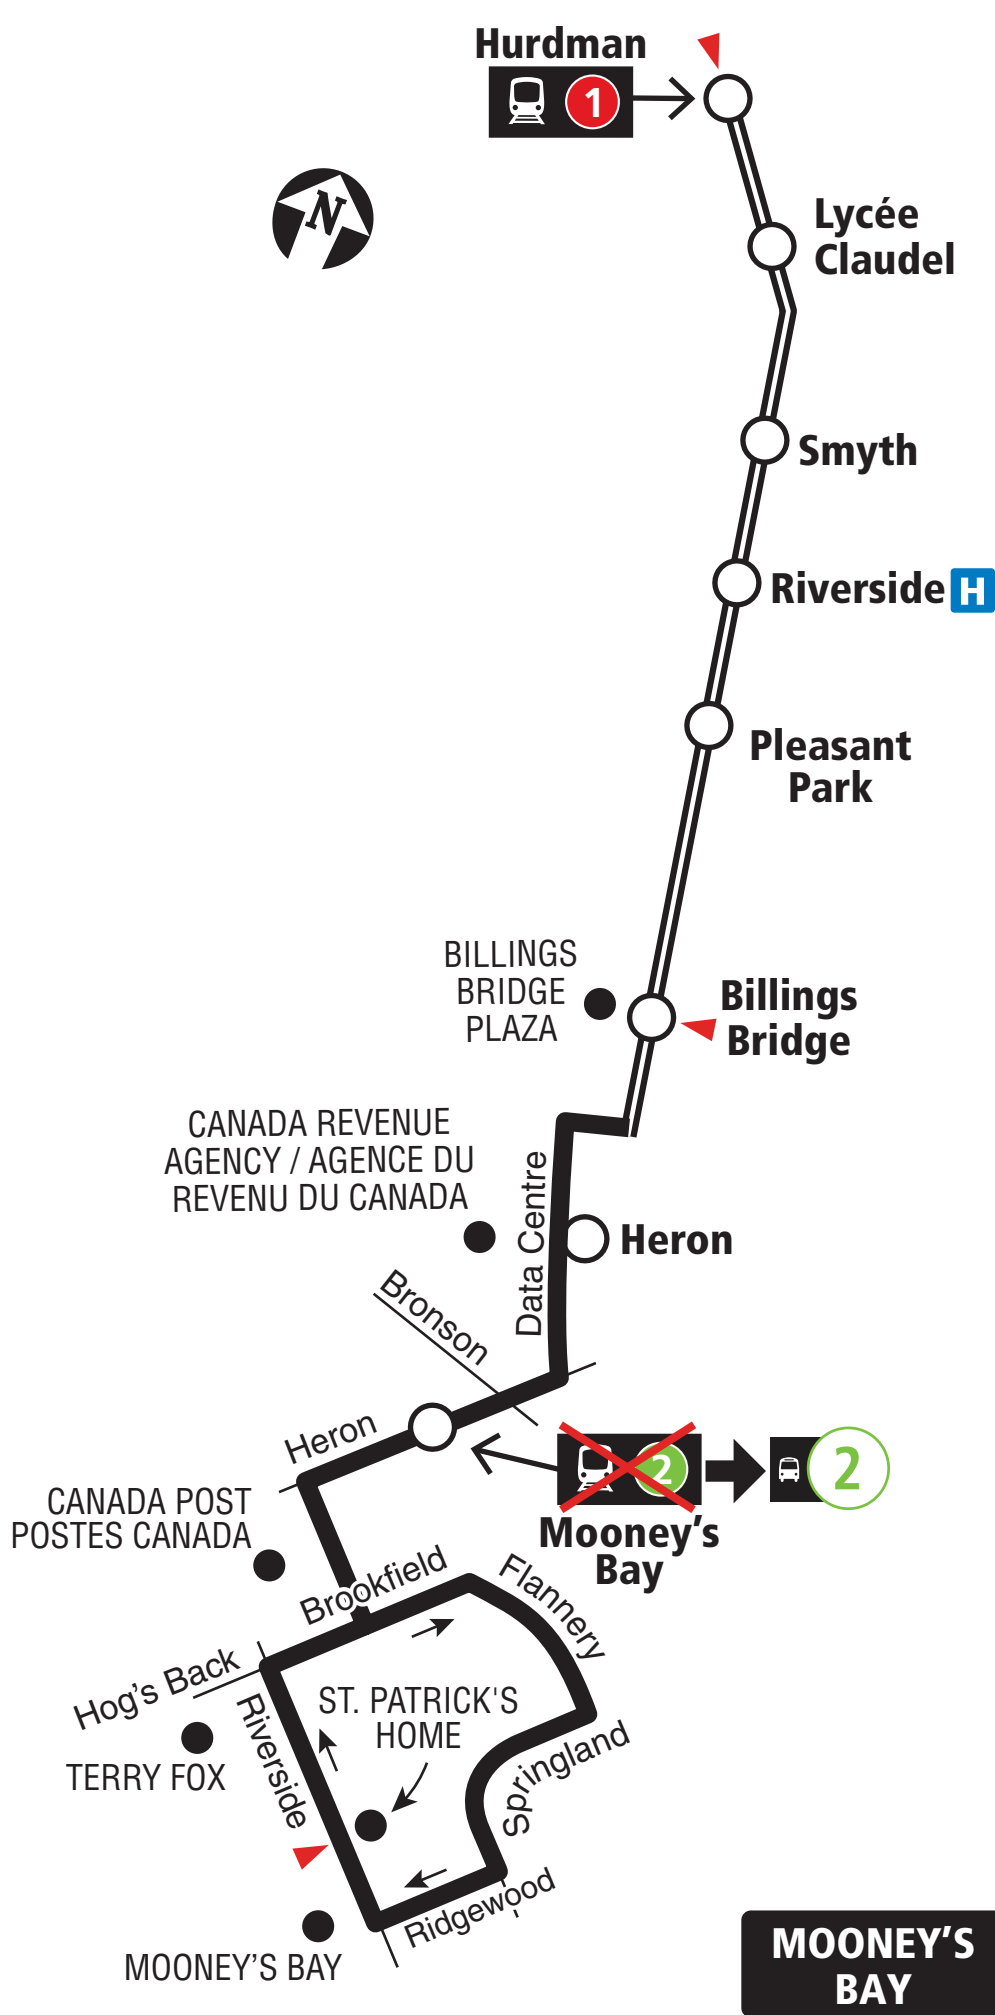 Hurdman
1
N
Lycée
Claudel
Smyth
Riverside H
Pleasant
Park
BILLINGS
BRIDGE
PLAZA
Billings
Bridge
CANADA REVENUE
AGENCY / AGENCE DU
REVENU DU CANADA
Data Centre
Heron
Bronson
Heron
2
2
Mooney's
Bay
CANADA POST
POSTES CANADA
Brookfield
Flannery
Hog's Back
ST. PATRICK'S
HOME
Riverside
TERRY FOX
Springland
Ridgewood
MOONEY'S BAY
MOONEY'S
BAY